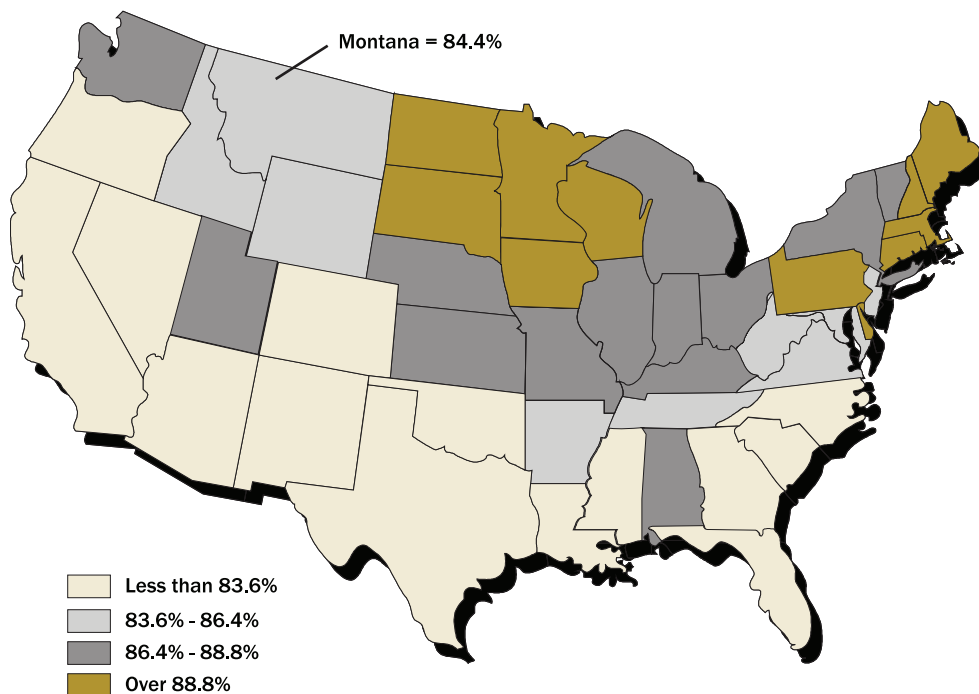 Montana = 84.4%
Less than 83.6%
83.6% - 86.4%
86.4% - 88.8%
Over 88.8%